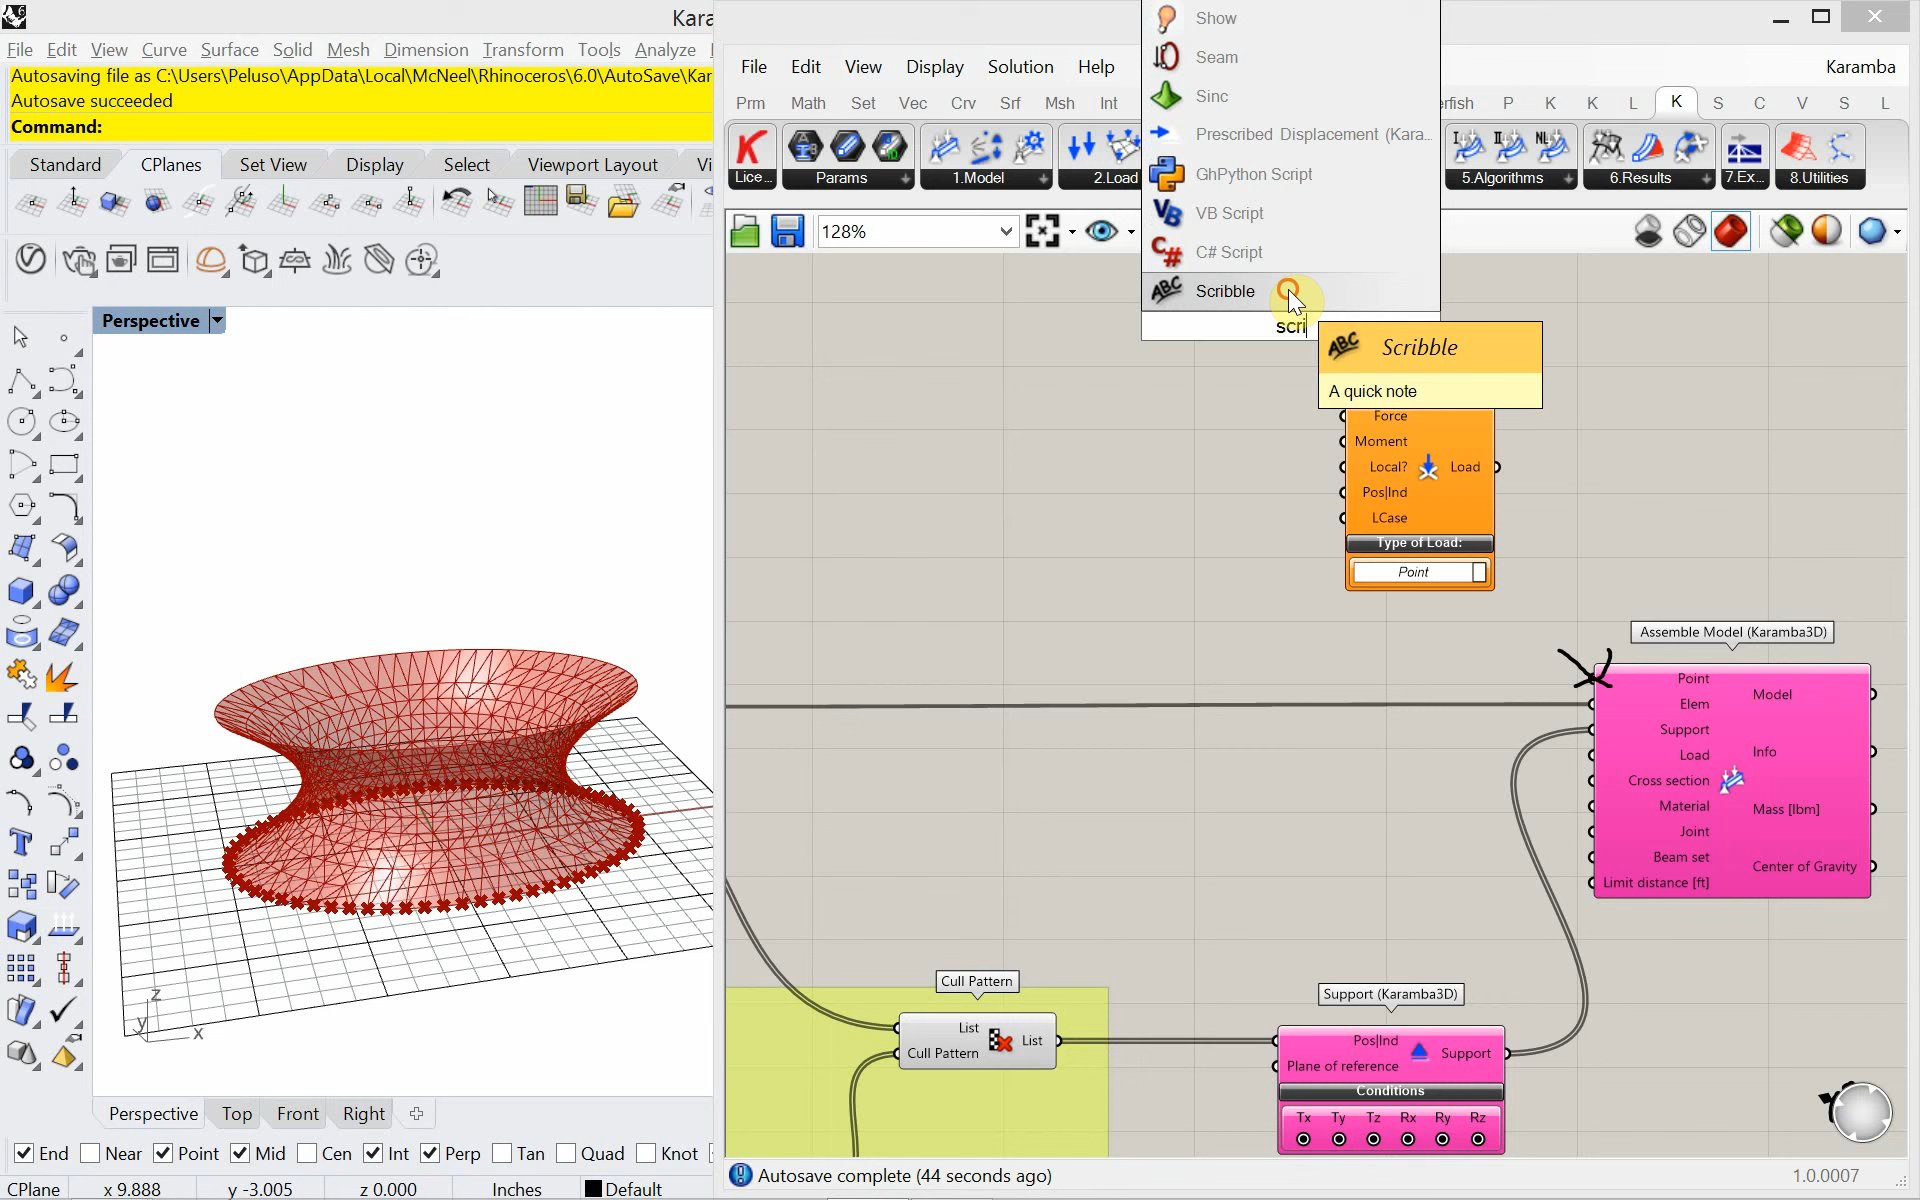 Kara
File Edit View Curve Surface Solid Mesh Dimension Transform Tools Analyze
Autosaving file as C:\Users\Peluso\AppData\Local\McNeel\Rhinoceros\6.0\AutoSave\Kar
Autosave succeeded
Command:
Standard CPlanes Set View Display Select Viewport Layout Vi
Perspective
Perspective Top Front Right
End Near Point Mid Cen Int Perp Tan Quad Knot
CPlane x 9.888 y -3.005 z 0.000 Inches Default
z
y
x
File Edit View Display Solution Help
Karamba
Prm Math Set Vec Crv Srf Msh Int
erfish P K K L K S C V S L
Lice... Params 1.Model 2.Load
5.Algorithms 6.Results 7.Ex... 8.Utilities
128%
Show
Seam
Sinc
Prescribed Displacement (Kara...
GhPython Script
VB Script
C# Script
ABC Scribble
scri
ABC Scribble
A quick note
Force
Moment
Local? Load
Pos|Ind
LCase
Type of Load:
Point
Assemble Model (Karamba3D)
Point
Elem
Support
Load
Cross section
Material
Joint
Beam set
Limit distance [ft]
Model
Info
Mass [lbm]
Center of Gravity
Cull Pattern
List
Cull Pattern
List
Support (Karamba3D)
Pos|Ind
Plane of reference
Support
Conditions
Tx Ty Tz Rx Ry Rz
Autosave complete (44 seconds ago)
1.0.0007